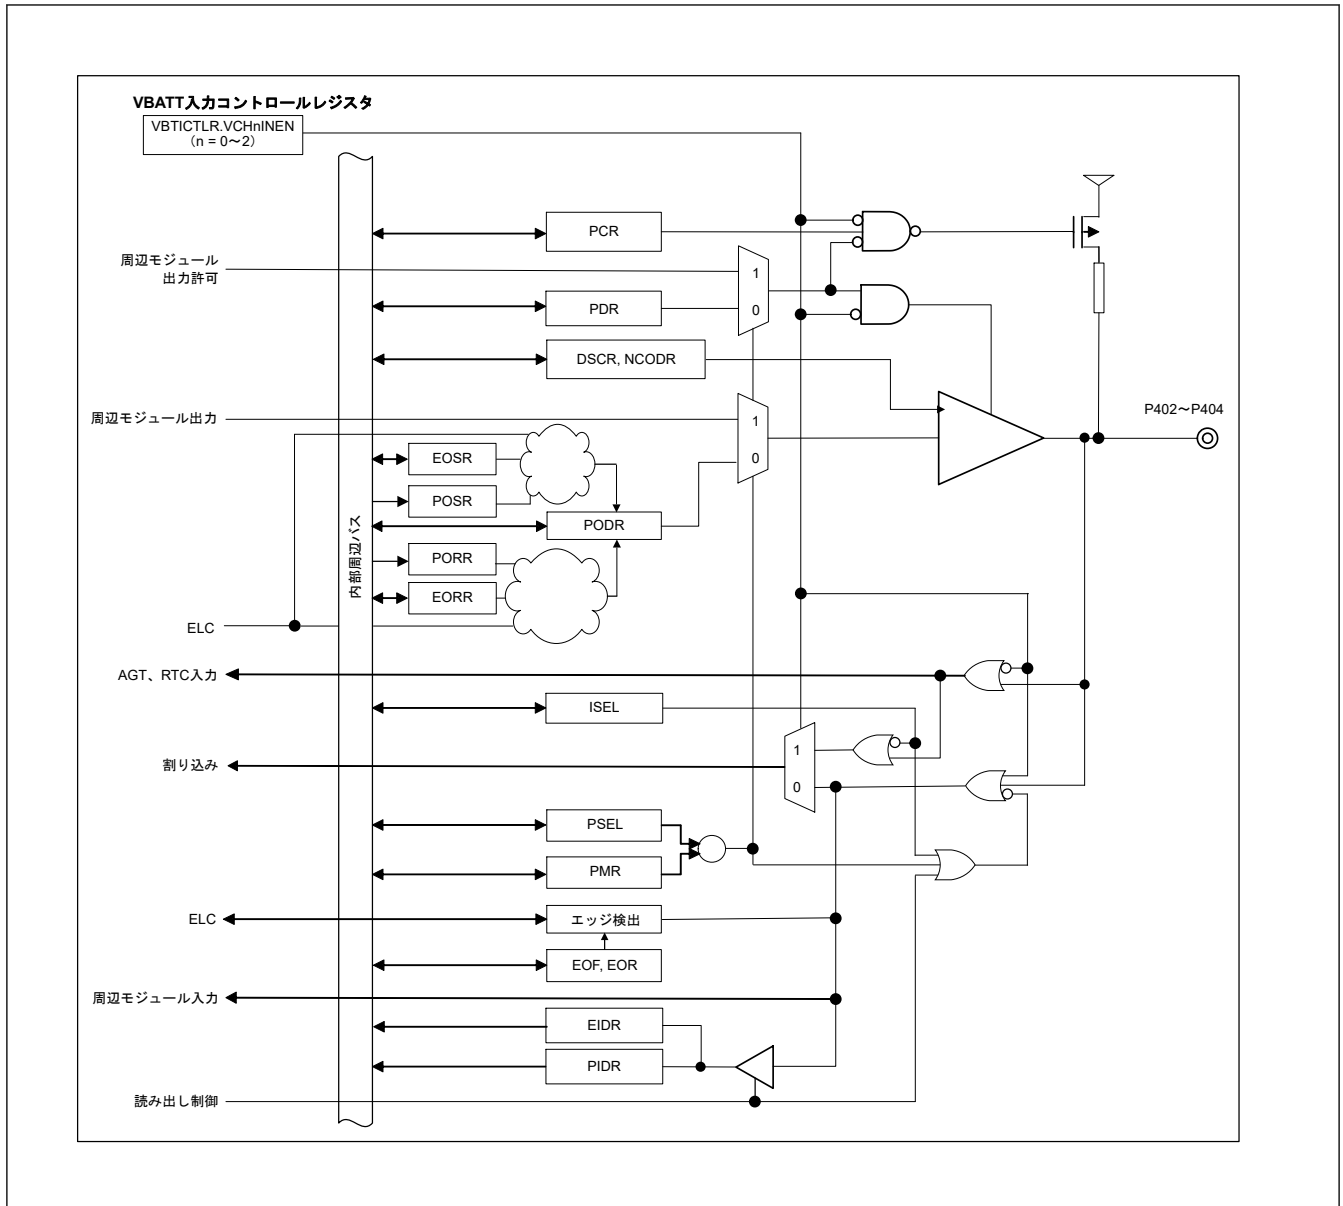 VBATT入力コントロールレジスタ
VBTICTLR.VCHnINEN
（n = 0～2）
PCR
周辺モジュール
出力許可
1
PDR
0
DSCR, NCODR
周辺モジュール出力
1
P402～P404
EOSR
0
POSR
PODR
内部周辺バス
PORR
EORR
ELC
AGT、RTC入力
ISEL
1
割り込み
0
PSEL
PMR
ELC
エッジ検出
EOF, EOR
周辺モジュール入力
EIDR
PIDR
読み出し制御